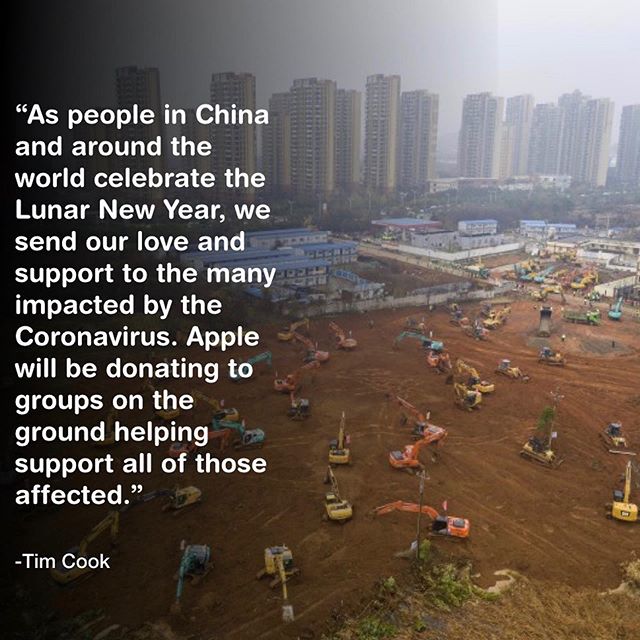 “As people in China
and around the
world celebrate the
Lunar New Year, we
send our love and
support to the many
impacted by the
Coronavirus. Apple
will be donating to
groups on the
ground helping
support all of those
affected.”
-Tim Cook